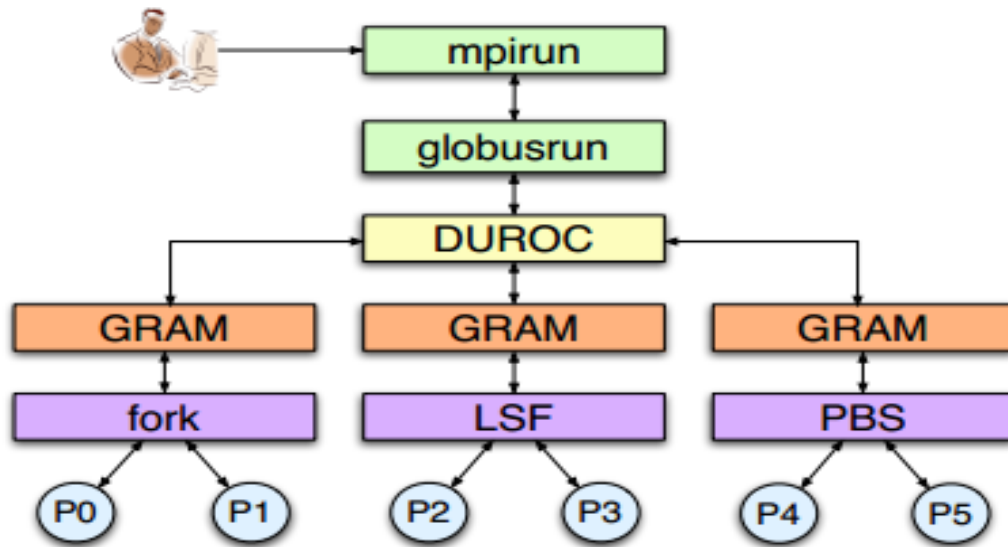 mpirun
globusrun
DUROC
GRAM GRAM GRAM
fork LSF PBS
P0 P1 P2 P3 P4 P5